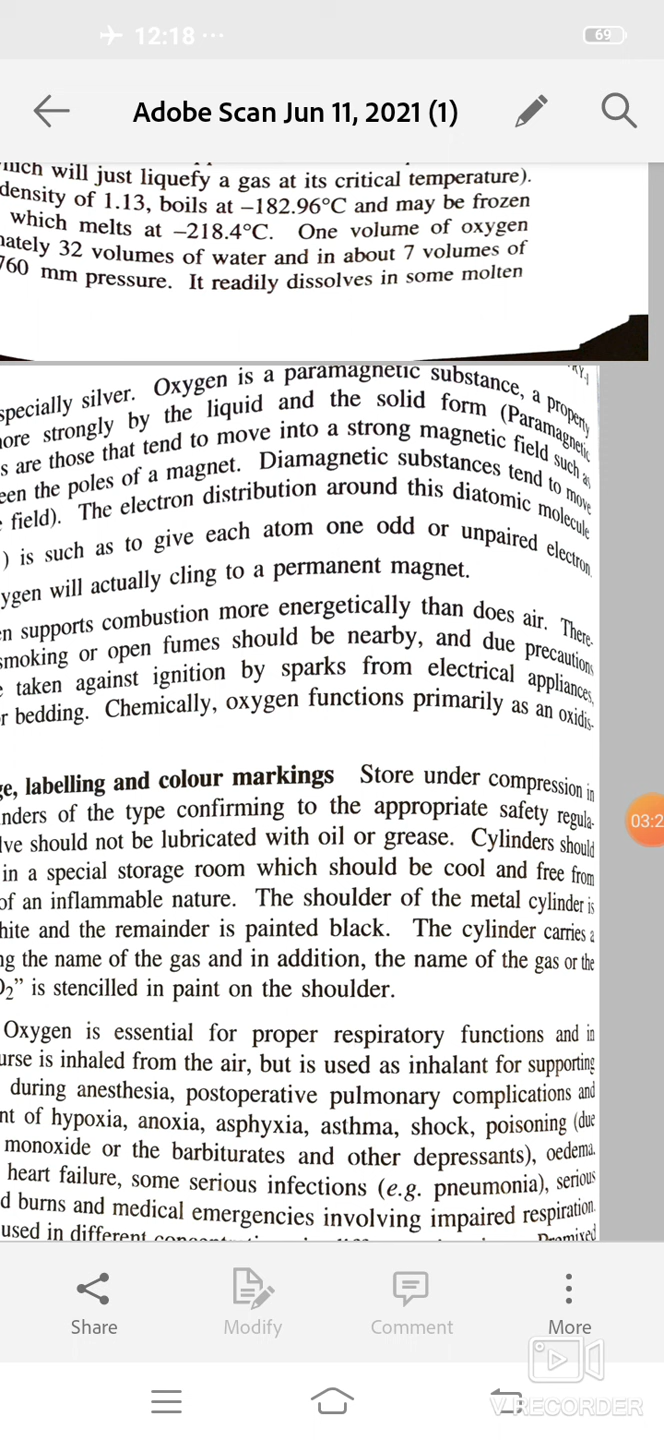 12:18 ...
69
Adobe Scan Jun 11, 2021 (1)
will just liquefy a gas at its critical temperature).
density of 1.13, boils at –182.96°C and may be frozen
which melts at –218.4°C. One volume of oxygen
nately 32 volumes of water and in about 7 volumes of
760 mm pressure. It readily dissolves in some molten
RY-I
specially silver. Oxygen is a paramagnetic substance, a property
nore strongly by the liquid and the solid form (Paramagnetic
s are those that tend to move into a strong magnetic field such as
een the poles of a magnet. Diamagnetic substances tend to move
field). The electron distribution around this diatomic molecule
) is such as to give each atom one odd or unpaired electron
ygen will actually cling to a permanent magnet.
n supports combustion more energetically than does air. There-
smoking or open fumes should be nearby, and due precautions
taken against ignition by sparks from electrical appliances,
r bedding. Chemically, oxygen functions primarily as an oxidis-
ge, labelling and colour markings Store under compression in
nders of the type confirming to the appropriate safety regula-
lve should not be lubricated with oil or grease. Cylinders should
in a special storage room which should be cool and free from
of an inflammable nature. The shoulder of the metal cylinder is
hite and the remainder is painted black. The cylinder carries a
ng the name of the gas and in addition, the name of the gas or the
O₂” is stencilled in paint on the shoulder.
Oxygen is essential for proper respiratory functions and in
urse is inhaled from the air, but is used as inhalant for supporting
during anesthesia, postoperative pulmonary complications and
nt of hypoxia, anoxia, asphyxia, asthma, shock, poisoning (due
monoxide or the barbiturates and other depressants), oedema.
heart failure, some serious infections (e.g. pneumonia), serious
d burns and medical emergencies involving impaired respiration.
used in different
03:2
Share
Modify
Comment
More
V RECORDER